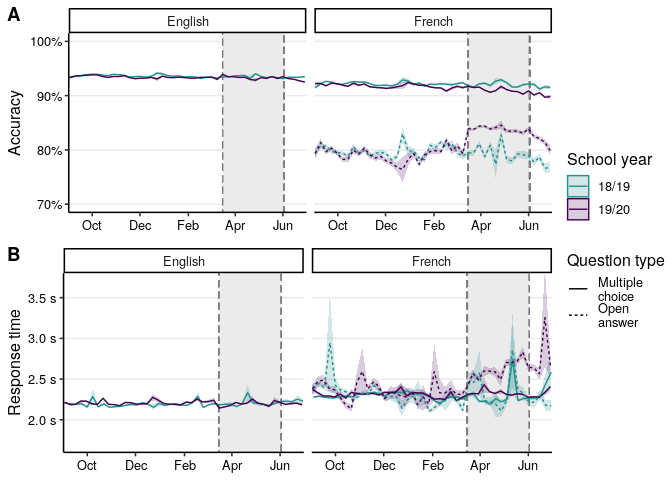 A
English
French
100%
90%
80%
70%
Accuracy
Oct
Dec
Feb
Apr
Jun
Oct
Dec
Feb
Apr
Jun
School year
18/19
19/20
B
English
French
3.5 s
3.0 s
2.5 s
2.0 s
Response time
Oct
Dec
Feb
Apr
Jun
Oct
Dec
Feb
Apr
Jun
Question type
Multiple
choice
Open
answer